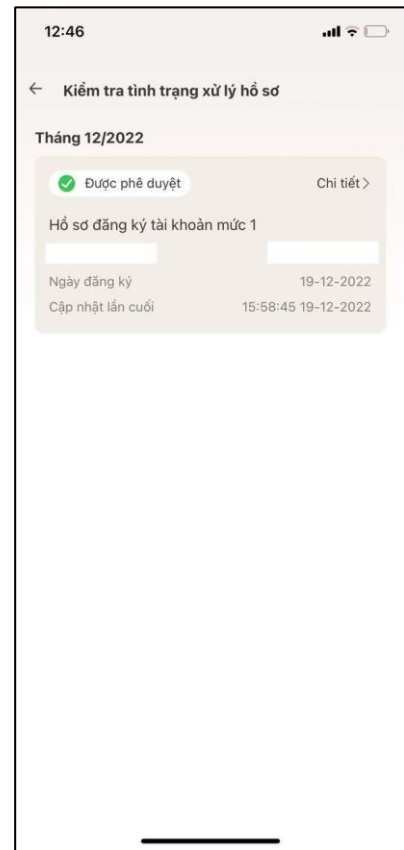 12:46
Kiểm tra tình trạng xử lý hồ sơ
Tháng 12/2022
Được phê duyệt Chi tiết
Hồ sơ đăng ký tài khoản mức 1
Ngày đăng ký 19-12-2022
Cập nhật lần cuối 15:58:45 19-12-2022